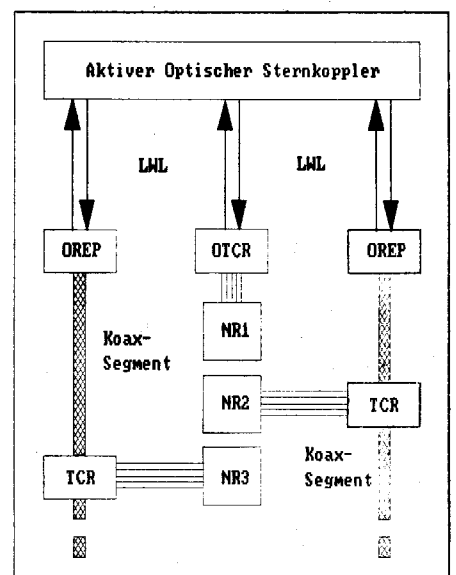 Aktiver Optischer Sternkoppler
LWL LWL
OREP OTCR OREP
NR1
Koax-
Segment
NR2 TCR
TCR NR3
Koax-
Segment